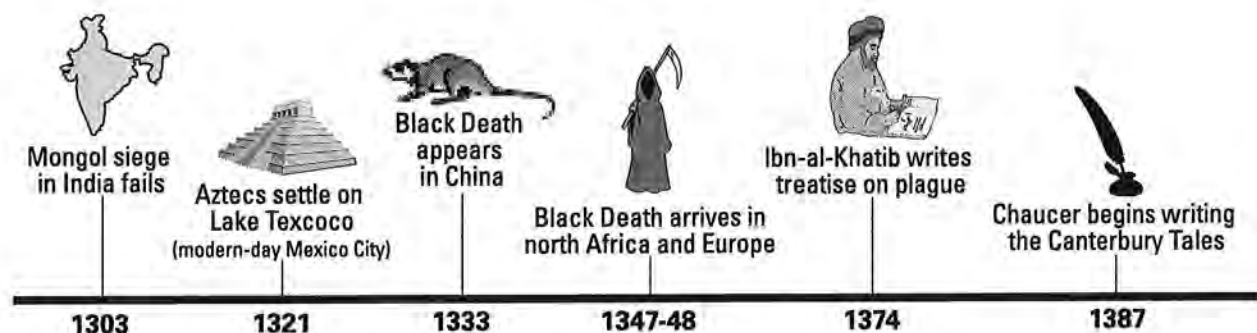 Mongol siege
in India fails
Aztecs settle on
Lake Texcoco
(modern-day Mexico City)
Black Death
appears
in China
Black Death arrives in
north Africa and Europe
Ibn-al-Khatib writes
treatise on plague
Chaucer begins writing
the Canterbury Tales
1303
1321
1333
1347-48
1374
1387